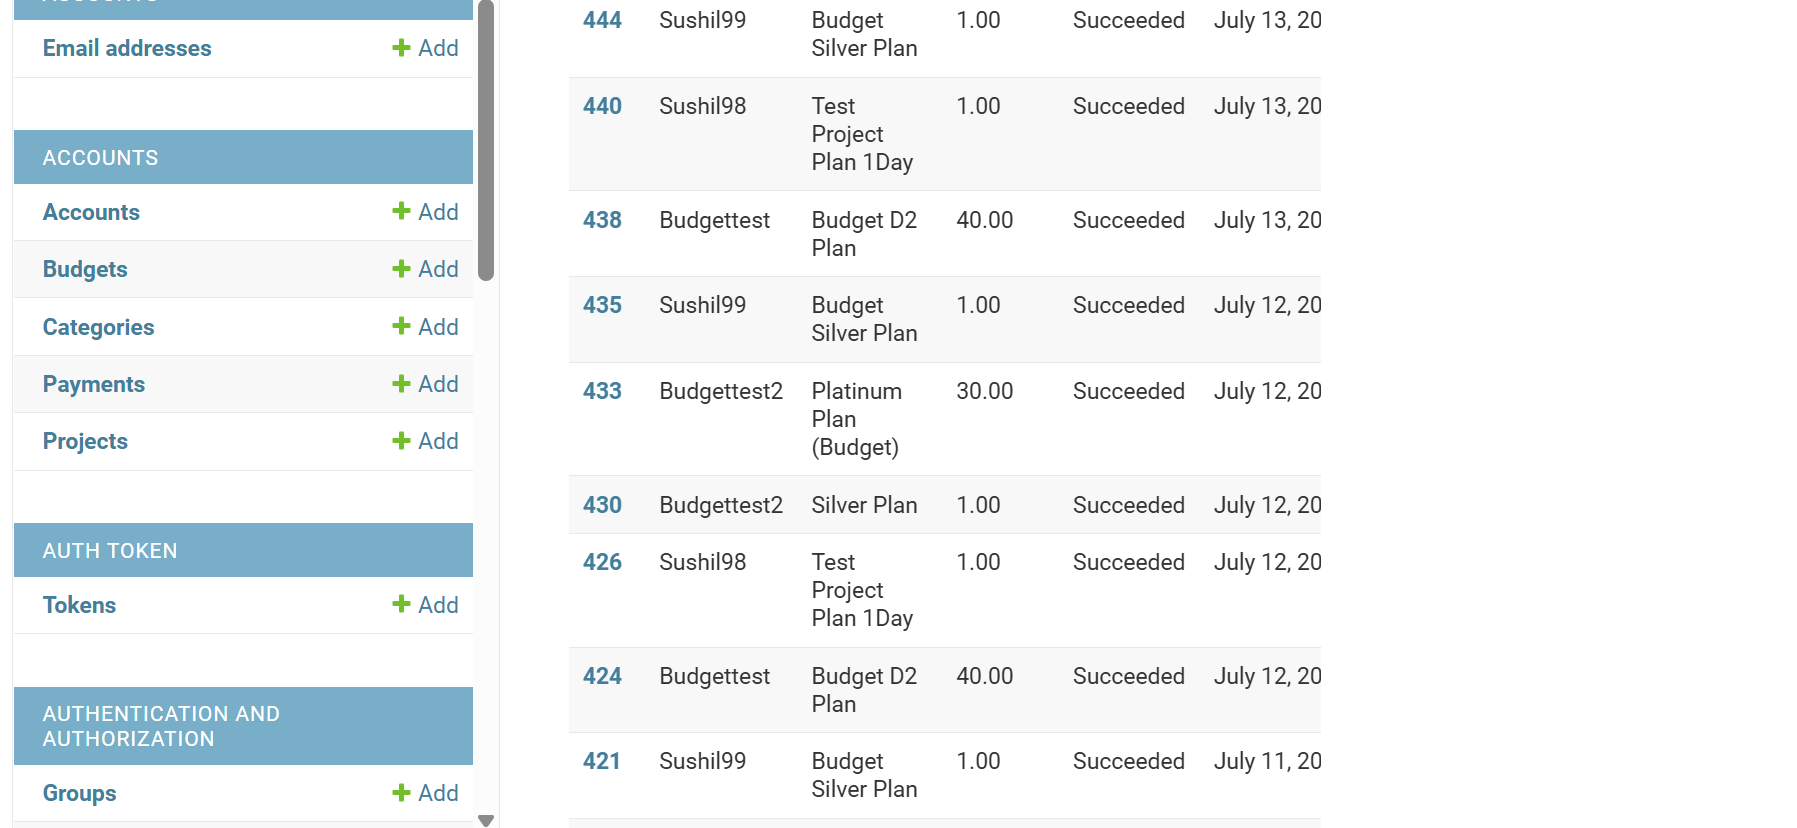 Email addresses + Add
ACCOUNTS
Accounts + Add
Budgets + Add
Categories + Add
Payments + Add
Projects + Add
AUTH TOKEN
Tokens + Add
AUTHENTICATION AND
AUTHORIZATION
Groups + Add
444 Sushil99 Budget 1.00 Succeeded July 13, 20
Silver Plan
440 Sushil98 Test 1.00 Succeeded July 13, 20
Project
Plan 1Day
438 Budgettest Budget D2 40.00 Succeeded July 13, 20
Plan
435 Sushil99 Budget 1.00 Succeeded July 12, 20
Silver Plan
433 Budgettest2 Platinum 30.00 Succeeded July 12, 20
Plan
(Budget)
430 Budgettest2 Silver Plan 1.00 Succeeded July 12, 20
426 Sushil98 Test 1.00 Succeeded July 12, 20
Project
Plan 1Day
424 Budgettest Budget D2 40.00 Succeeded July 12, 20
Plan
421 Sushil99 Budget 1.00 Succeeded July 11, 20
Silver Plan